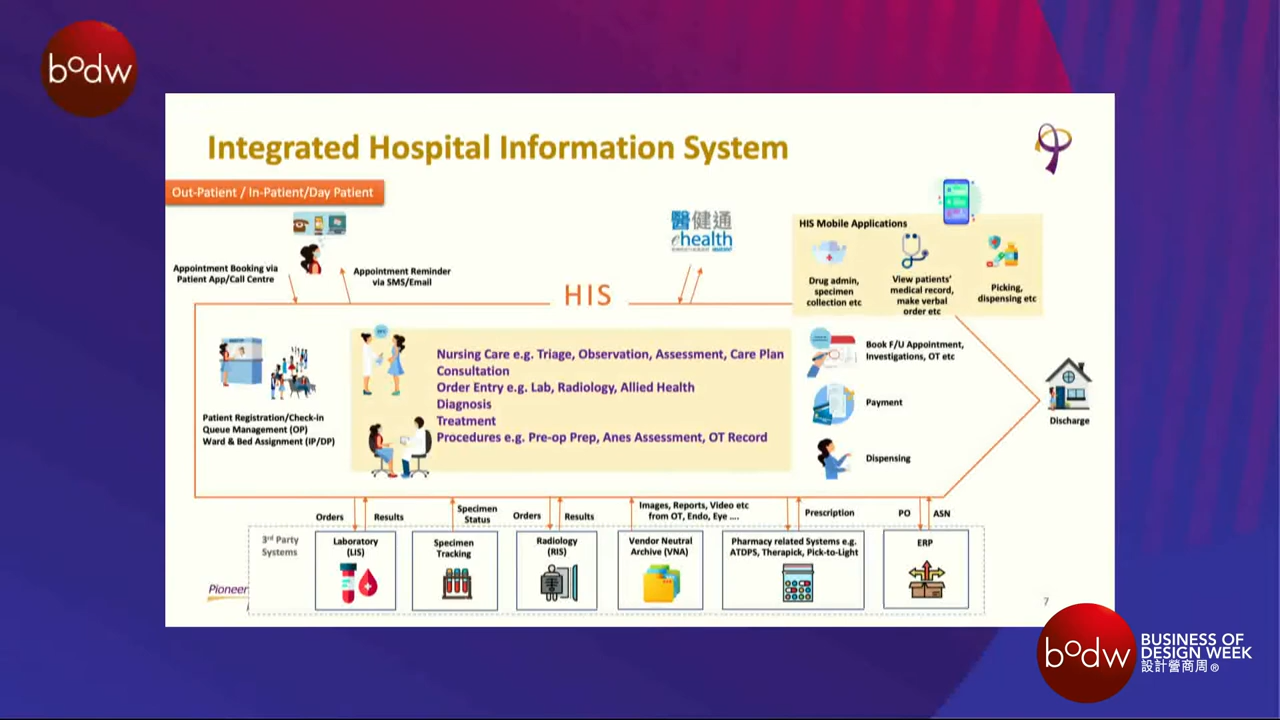 bodw
Integrated Hospital Information System
Out-Patient / In-Patient/Day Patient
Appointment Booking via
Patient App/Call Centre
Appointment Reminder
via SMS/Email
醫健通
ehealth
HIS Mobile Applications
Drug admin,
specimen
collection etc
View patients'
medical record,
make verbal
order etc
Picking,
dispensing etc
HIS
Patient Registration/Check-in
Queue Management (OP)
Ward & Bed Assignment (IP/DP)
Nursing Care e.g. Triage, Observation, Assessment, Care Plan
Consultation
Order Entry e.g. Lab, Radiology, Allied Health
Diagnosis
Treatment
Procedures e.g. Pre-op Prep, Anes Assessment, OT Record
Book F/U Appointment,
Investigations, OT etc
Payment
Dispensing
Discharge
Orders
Results
Specimen
Status
Orders
Results
Images, Reports, Video etc
from OT, Endo, Eye ....
Prescription
PO
ASN
3rd Party
Systems
Laboratory
(LIS)
Specimen
Tracking
Radiology
(RIS)
Vendor Neutral
Archive (VNA)
Pharmacy related Systems e.g.
ATDPS, Therapick, Pick-to-Light
ERP
Pioneer
7
bodw
BUSINESS OF
DESIGN WEEK
設計營商周®